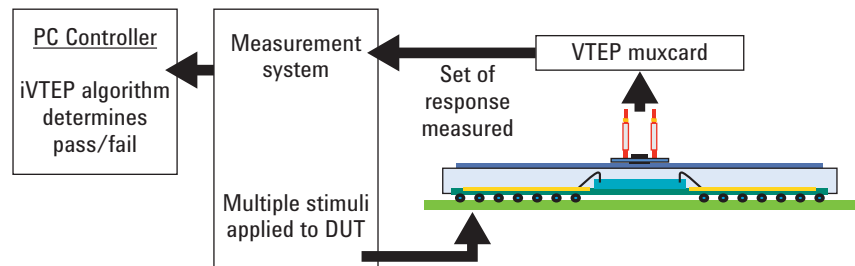 PC Controller
iVTEP algorithm
determines
pass/fail
Measurement
system
Multiple stimuli
applied to DUT
Set of
response
measured
VTEP muxcard